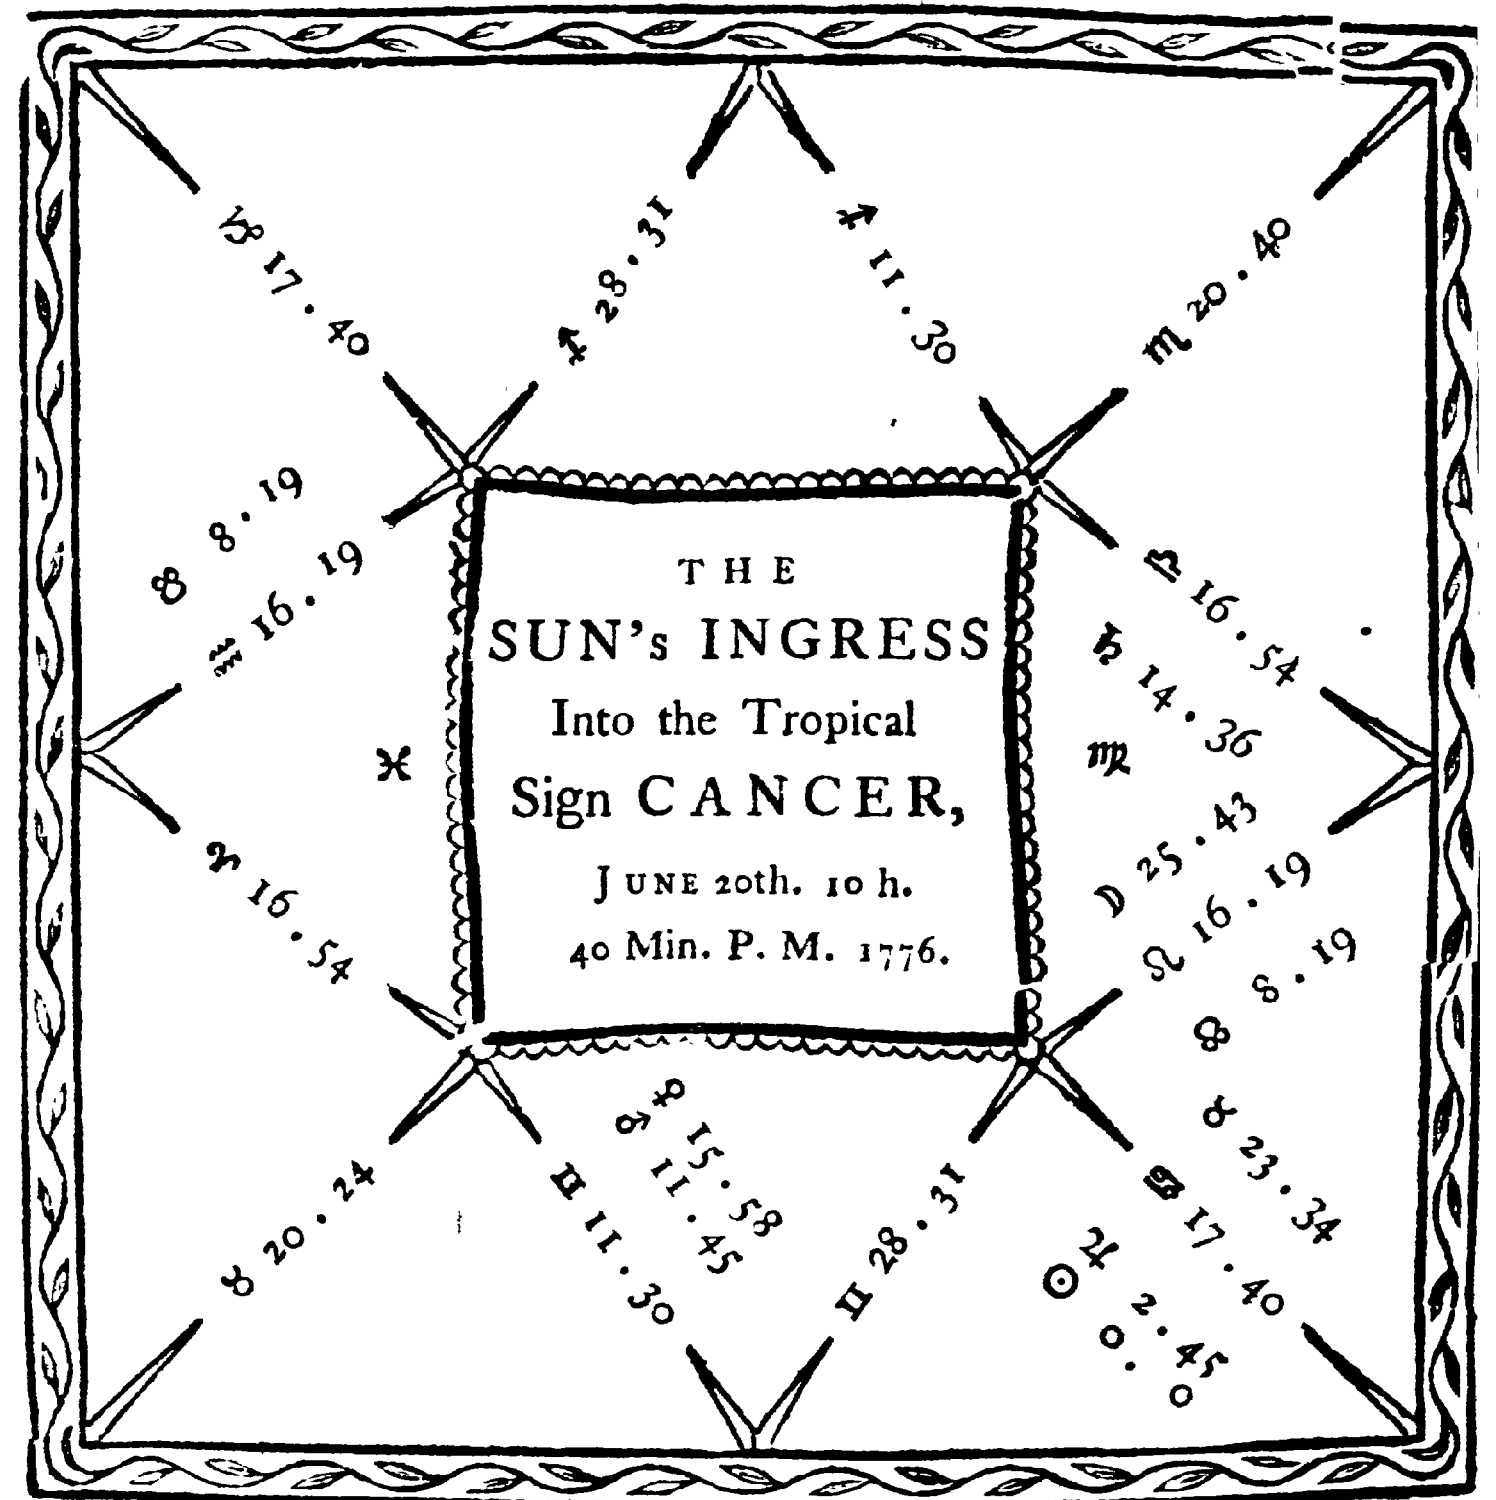 ♑ 17 . 40
♐ 28 . 31
♐ 11 . 30
♏ 20 . 40
8 . 19
♒ 16 . 19
♎ 16 . 54
♄ 14 . 36
♓
♍
THE
SUN's INGRESS
Into the Tropical
Sign CANCER,
JUNE 20th. 10 h.
40 Min. P. M. 1776.
☽ 25 . 43
♌ 16 . 19
☊ 8 . 19
♈ 16 . 54
♀ 15 . 58
♂ 11 . 45
23 . 34
♋ 17 . 40
♃ 2 . 45
☉ 0 . 0
♉ 20 . 24
♊ 11 . 30
♊ 28 . 31